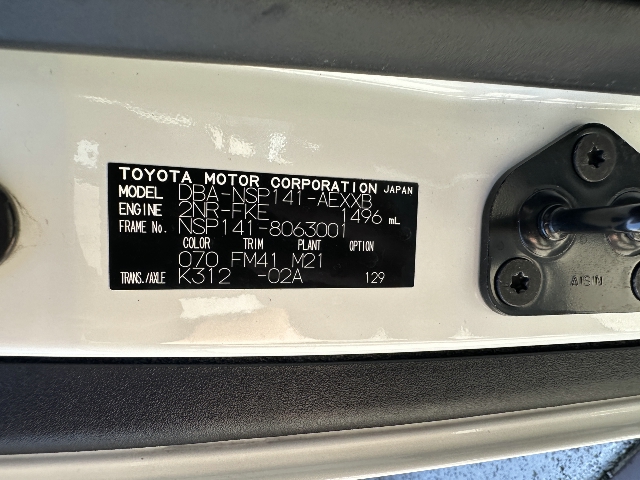 TOYOTA MOTOR CORPORATION JAPAN
MODEL DBA-NSP141-AEXXB
ENGINE 2NR-FKE 1496 mL
FRAME No. NSP141-8063001
COLOR TRIM PLANT OPTION
070 FM41 M21
TRANS./AXLE K312 -02A 129
AISIN